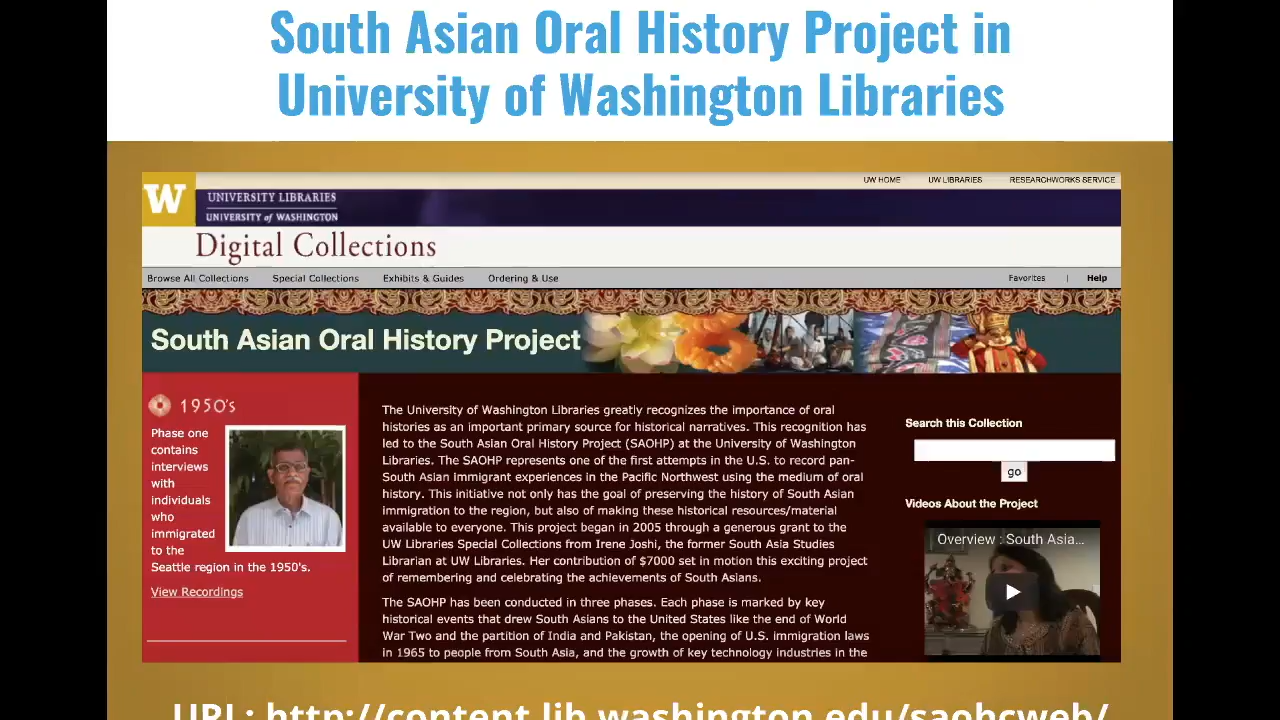 South Asian Oral History Project in
University of Washington Libraries
UW HOME UW LIBRARIES RESEARCHWORKS SERVICE
W
UNIVERSITY LIBRARIES
UNIVERSITY of WASHINGTON
Digital Collections
Browse All Collections Special Collections Exhibits & Guides Ordering & Use Favorites | Help
South Asian Oral History Project
1950's
Phase one
contains
interviews
with
individuals
who
immigrated
to the
Seattle region in the 1950's.
View Recordings
The University of Washington Libraries greatly recognizes the importance of oral
histories as an important primary source for historical narratives. This recognition has
led to the South Asian Oral History Project (SAOHP) at the University of Washington
Libraries. The SAOHP represents one of the first attempts in the U.S. to record pan-
South Asian immigrant experiences in the Pacific Northwest using the medium of oral
history. This initiative not only has the goal of preserving the history of South Asian
immigration to the region, but also of making these historical resources/material
available to everyone. This project began in 2005 through a generous grant to the
UW Libraries Special Collections from Irene Joshi, the former South Asia Studies
Librarian at UW Libraries. Her contribution of $7000 set in motion this exciting project
of remembering and celebrating the achievements of South Asians.
The SAOHP has been conducted in three phases. Each phase is marked by key
historical events that drew South Asians to the United States like the end of World
War Two and the partition of India and Pakistan, the opening of U.S. immigration laws
in 1965 to people from South Asia, and the growth of key technology industries in the
Search this Collection
go
Videos About the Project
Overview : South Asia...
URL: http://content.lib.washington.edu/saohcweb/